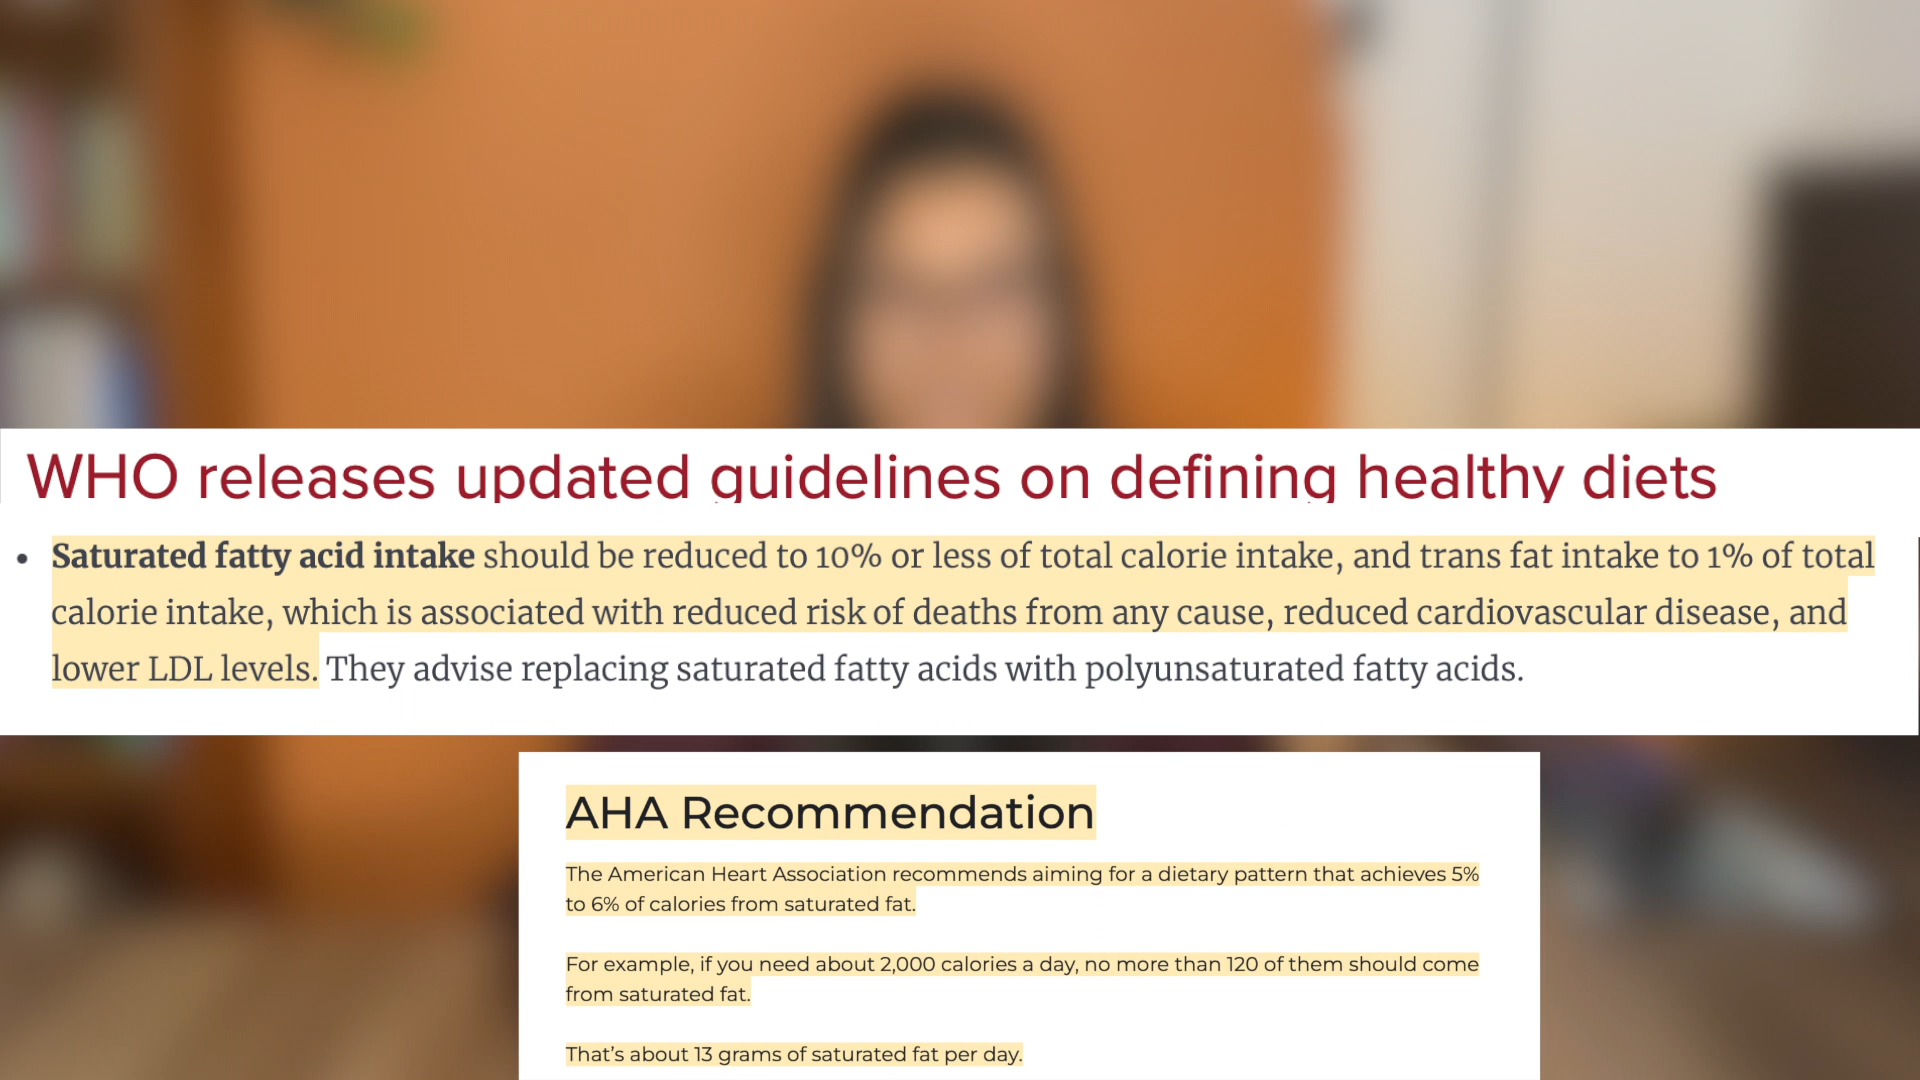 WHO releases updated guidelines on defining healthy diets
• Saturated fatty acid intake should be reduced to 10% or less of total calorie intake, and trans fat intake to 1% of total
calorie intake, which is associated with reduced risk of deaths from any cause, reduced cardiovascular disease, and
lower LDL levels. They advise replacing saturated fatty acids with polyunsaturated fatty acids.
AHA Recommendation
The American Heart Association recommends aiming for a dietary pattern that achieves 5%
to 6% of calories from saturated fat.
For example, if you need about 2,000 calories a day, no more than 120 of them should come
from saturated fat.
That’s about 13 grams of saturated fat per day.